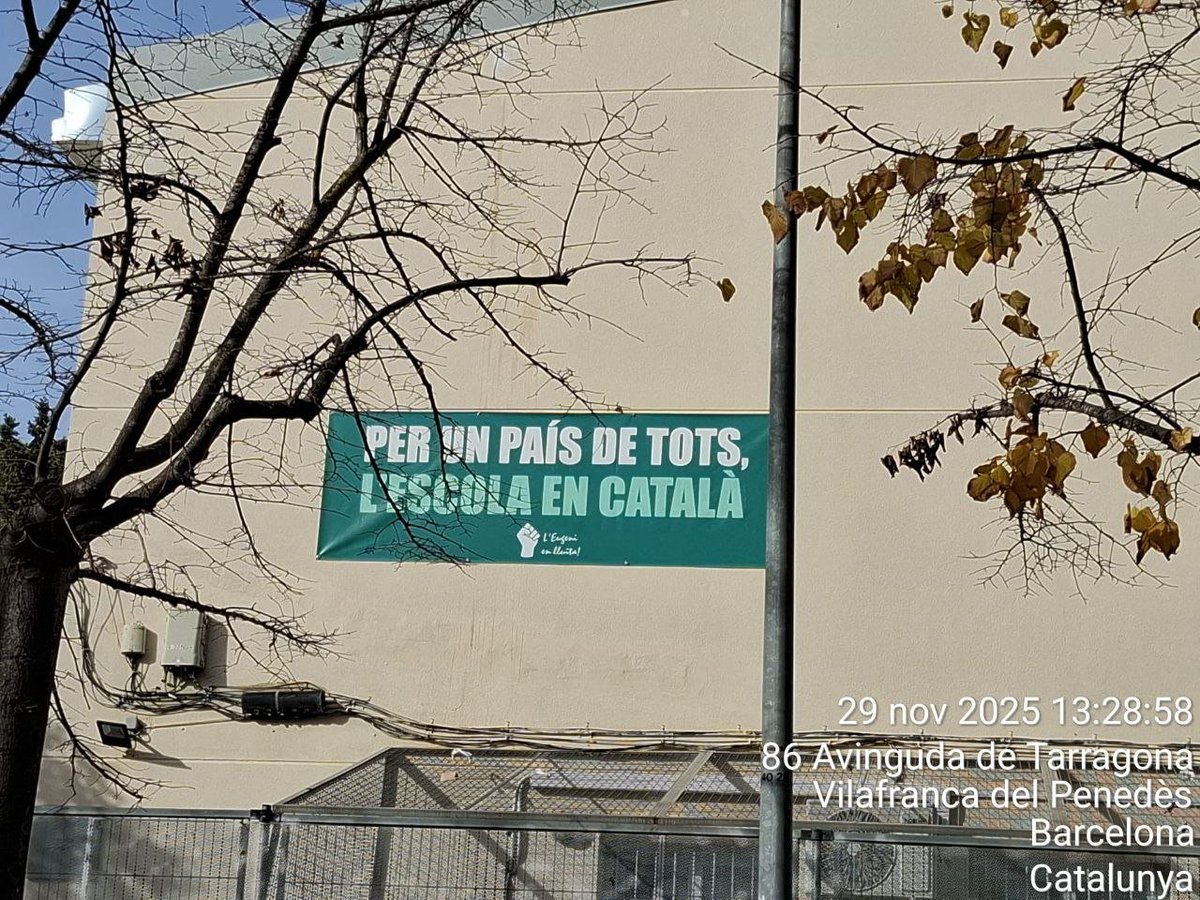 PER UN PAÍS DE TOTS,
L'ESCOLA EN CATALÀ
L'Eugeni
en lluita!
29 nov 2025 13:28:58
86 Avinguda de Tarragona
Vilafranca del Penedès
Barcelona
Catalunya